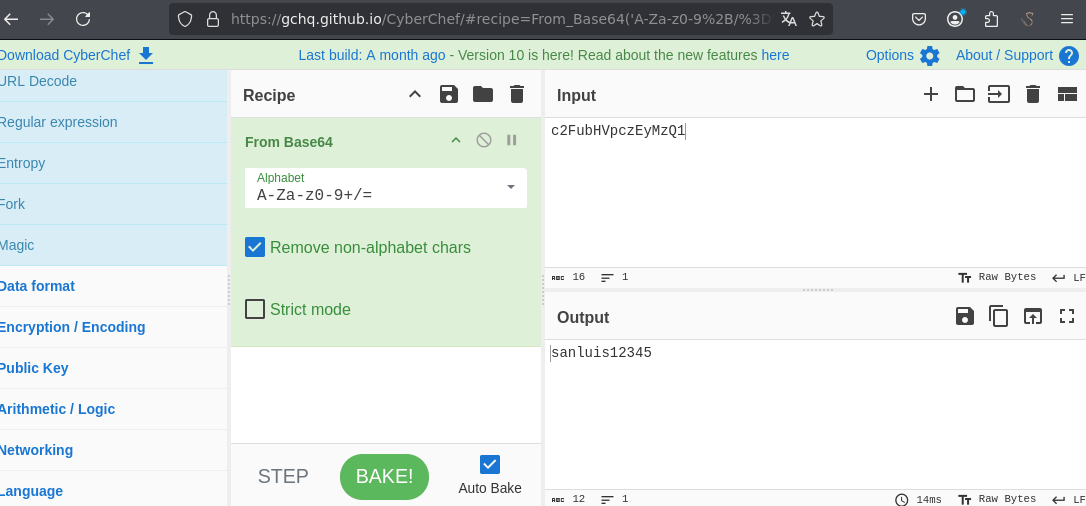 https://gchq.github.io/CyberChef/#recipe=From_Base64('A-Za-z0-9%2B/%3D
Download CyberChef
Last build: A month ago - Version 10 is here! Read about the new features here
Options
About / Support
URL Decode
Regular expression
Entropy
Fork
Magic
Data format
Encryption / Encoding
Public Key
Arithmetic / Logic
Networking
Language
Recipe
From Base64
Alphabet
A-Za-z0-9+/=
Remove non-alphabet chars
Strict mode
STEP
BAKE!
Auto Bake
Input
c2FubHVpczEyMzQ1
ABC 16 1
Raw Bytes LF
Output
sanluis12345
ABC 12 1
14ms Raw Bytes LF